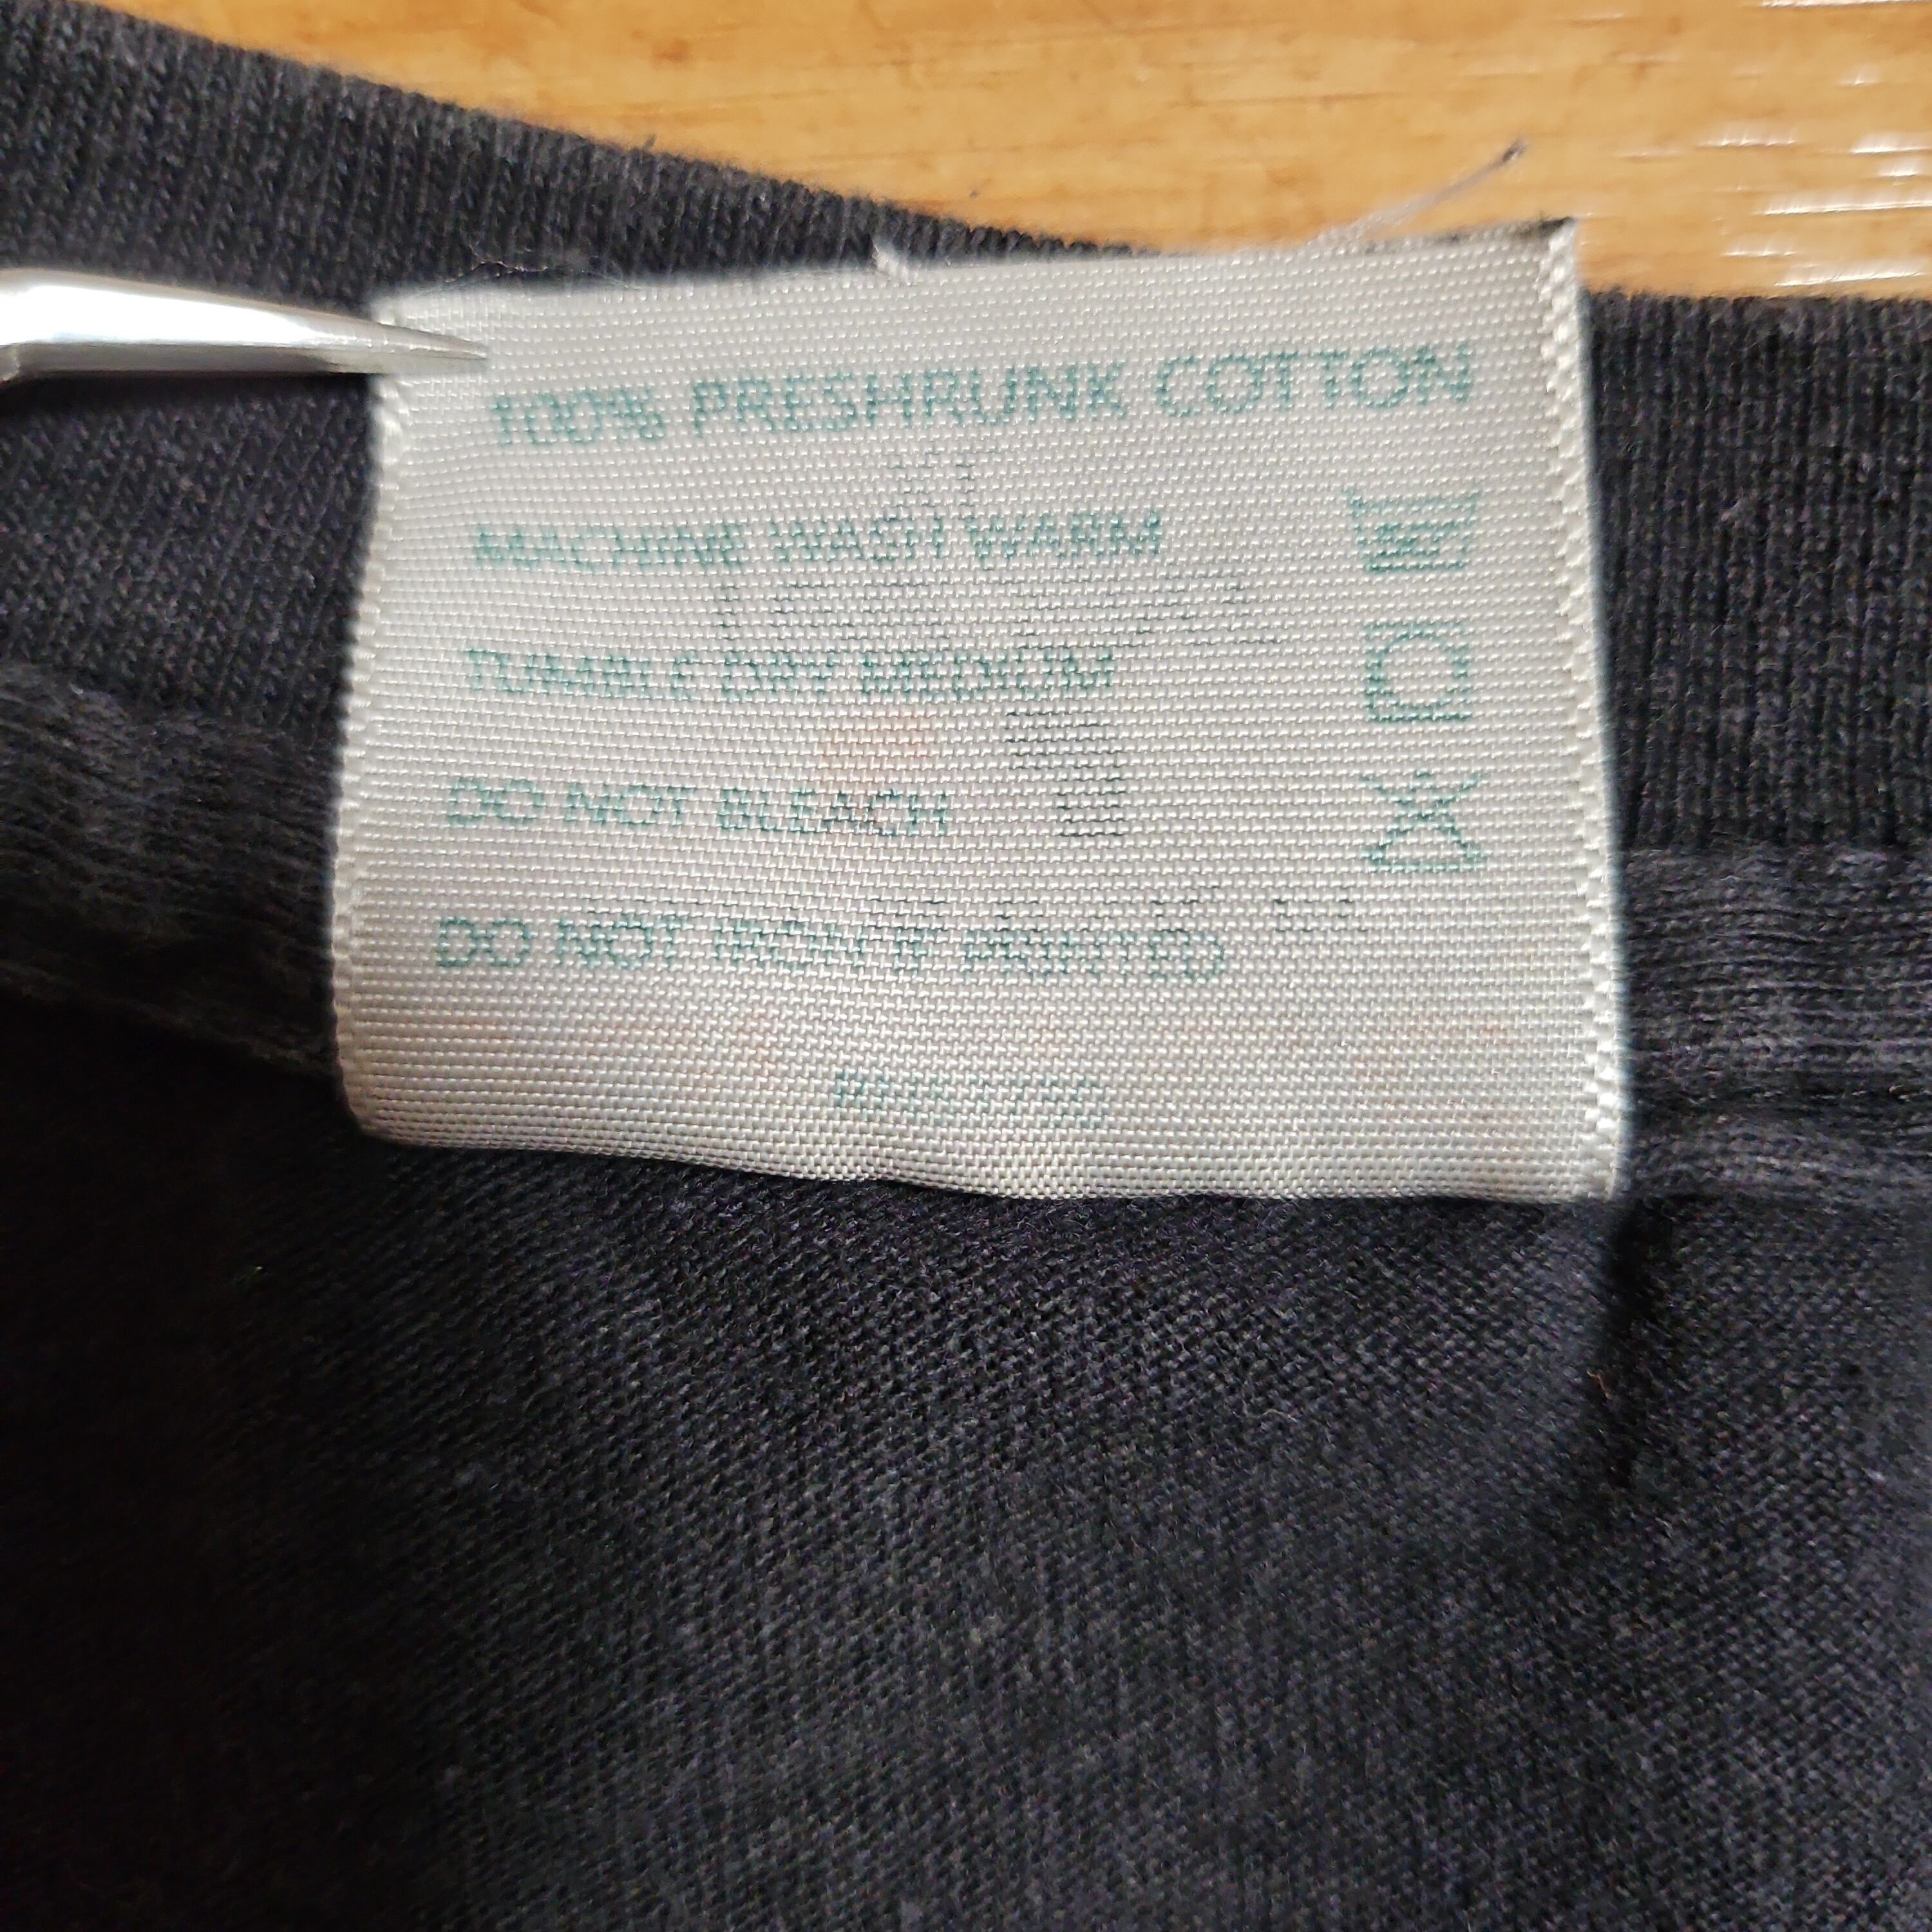 100% PRESHRUNK COTTON
MACHINE WASH WARM
TUMBLE DRY MEDIUM
DO NOT BLEACH
DO NOT IRON IF PRINTED